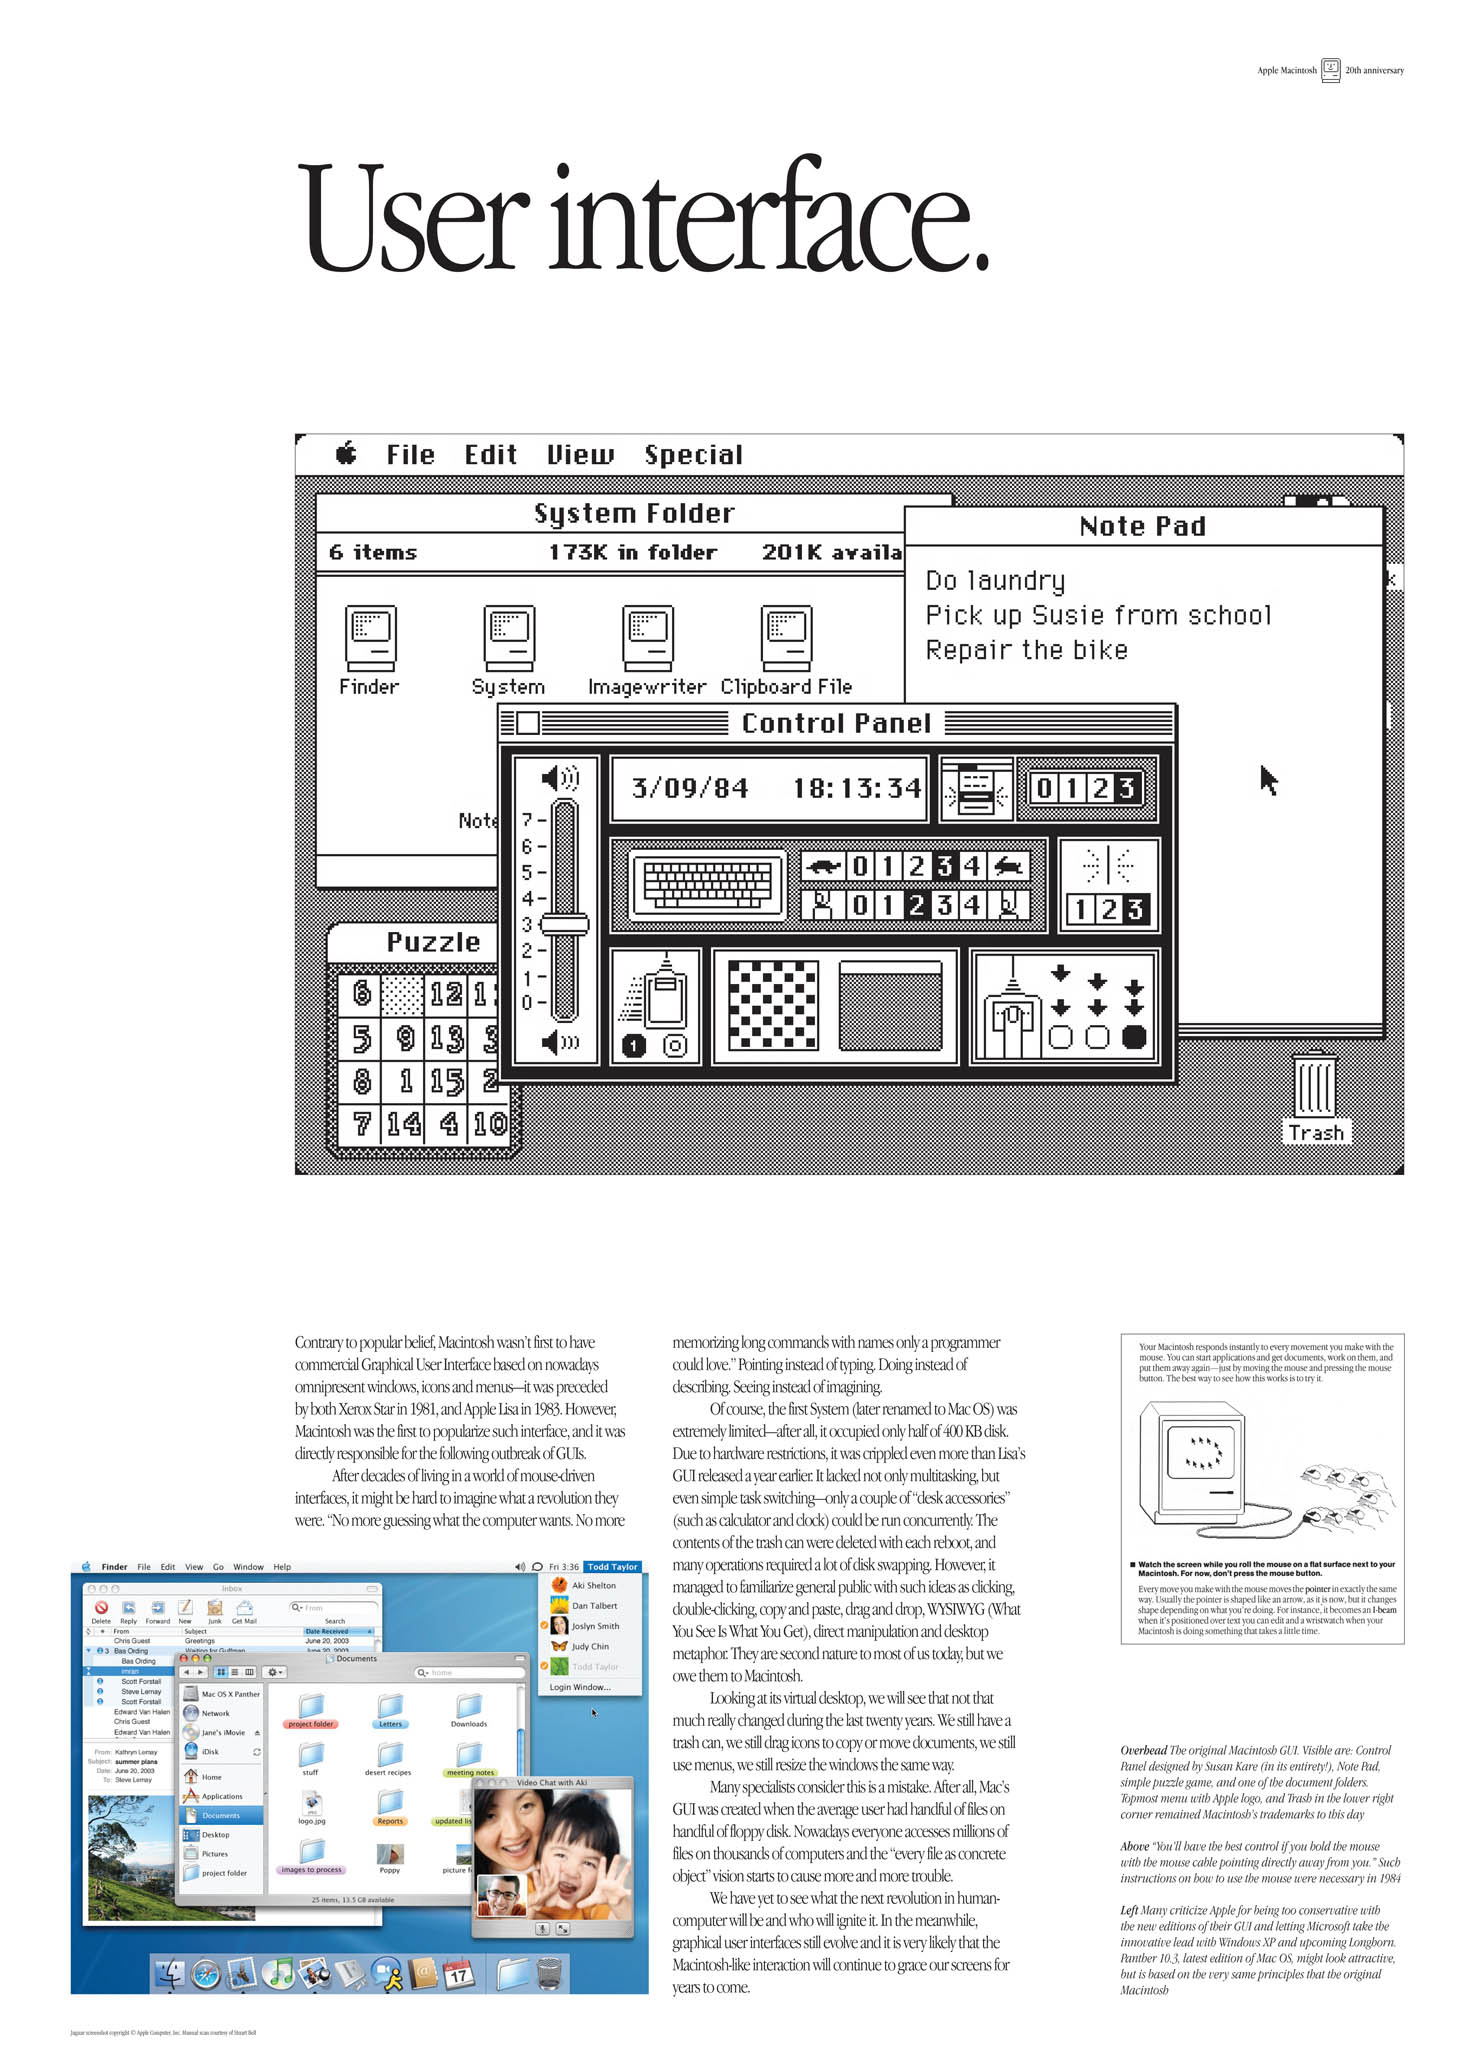 Apple Macintosh 20th anniversary
User interface.
File Edit View Special
System Folder
6 items 173K in folder 201K availa
Finder System Imagewriter Clipboard File
Note
Note Pad
Do laundry
Pick up Susie from school
Repair the bike
k
Control Panel
3/09/84 18:13:34
0 1 2 3
7
6
5
4
3
2
1
0
0 1 2 3 4
0 1 2 3 4
1 2 3
1
Puzzle
6 12 1
5 9 13 3
8 1 15 2
7 14 4 10
Trash
Contrary to popular belief, Macintosh wasn't first to have
commercial Graphical User Interface based on nowadays
omnipresent windows, icons and menus—it was preceded
by both Xerox Star in 1981, and Apple Lisa in 1983. However,
Macintosh was the first to popularize such interface, and it was
directly responsible for the following outbreak of GUIs.
After decades of living in a world of mouse-driven
interfaces, it might be hard to imagine what a revolution they
were. “No more guessing what the computer wants. No more
memorizing long commands with names only a programmer
could love.” Pointing instead of typing. Doing instead of
describing. Seeing instead of imagining.
Of course, the first System (later renamed to Mac OS) was
extremely limited—after all, it occupied only half of 400 KB disk.
Due to hardware restrictions, it was crippled even more than Lisa's
GUI released a year earlier. It lacked not only multitasking, but
even simple task switching—only a couple of “desk accessories”
(such as calculator and clock) could be run concurrently. The
contents of the trash can were deleted with each reboot, and
many operations required a lot of disk swapping. However, it
managed to familiarize general public with such ideas as clicking,
double-clicking, copy and paste, drag and drop, WYSIWYG (What
You See Is What You Get), direct manipulation and desktop
metaphor. They are second nature to most of us today, but we
owe them to Macintosh.
Looking at its virtual desktop, we will see that not that
much really changed during the last twenty years. We still have a
trash can, we still drag icons to copy or move documents, we still
use menus, we still resize the windows the same way.
Many specialists consider this is a mistake. After all, Mac's
GUI was created when the average user had handful of files on
handful of floppy disk. Nowadays everyone accesses millions of
files on thousands of computers and the “every file as concrete
object” vision starts to cause more and more trouble.
We have yet to see what the next revolution in human-
computer will be and who will ignite it. In the meanwhile,
graphical user interfaces still evolve and it is very likely that the
Macintosh-like interaction will continue to grace our screens for
years to come.
Finder File Edit View Go Window Help Fri 3:36 Todd Taylor
Aki Shelton
Dan Talbert
Joslyn Smith
Judy Chin
Todd Taylor
Login Window...
Inbox
From
Delete Reply Forward New Junk Get Mail Search
From Subject Date Received
Chris Guest Greetings June 20, 2003
3 Bas Ording Waiting for Guffman June 20, 2003
Bas Ording
imran
Scott Forstall
Steve Lemay
Scott Forstall
Edward Van Halen
Chris Guest
Edward Van Halen
From: Kathryn Lemay
Subject: summer plans
Date: June 20, 2003
To: Steve Lemay
Documents
home
Mac OS X Panther
Network
Jane's iMovie
iDisk
Home
Applications
Documents
Desktop
Pictures
project folder
project folder Letters Downloads
stuff desert recipes meeting notes
JPEG
logo.jpg Reports updated lis
images to process Poppy picture f
25 items, 13.5 GB available
Video Chat with Aki
17
Your Macintosh responds instantly to every movement you make with the
mouse. You can start applications and get documents, work on them, and
put them away again—just by moving the mouse and pressing the mouse
button. The best way to see how this works is to try it.
Watch the screen while you roll the mouse on a flat surface next to your
Macintosh. For now, don't press the mouse button.
Every move you make with the mouse moves the pointer in exactly the same
way. Usually the pointer is shaped like an arrow, as it is now, but it changes
shape depending on what you're doing. For instance, it becomes an I-beam
when it's positioned over text you can edit and a wristwatch when your
Macintosh is doing something that takes a little time.
Overhead The original Macintosh GUI. Visible are: Control
Panel designed by Susan Kare (in its entirety!), Note Pad,
simple puzzle game, and one of the document folders.
Topmost menu with Apple logo, and Trash in the lower right
corner remained Macintosh's trademarks to this day
Above “You'll have the best control if you hold the mouse
with the mouse cable pointing directly away from you.” Such
instructions on how to use the mouse were necessary in 1984
Left Many criticize Apple for being too conservative with
the new editions of their GUI and letting Microsoft take the
innovative lead with Windows XP and upcoming Longhorn.
Panther 10.3, latest edition of Mac OS, might look attractive,
but is based on the very same principles that the original
Macintosh
Jaguar screenshot copyright © Apple Computer, Inc. Manual scan courtesy of Stuart Bell